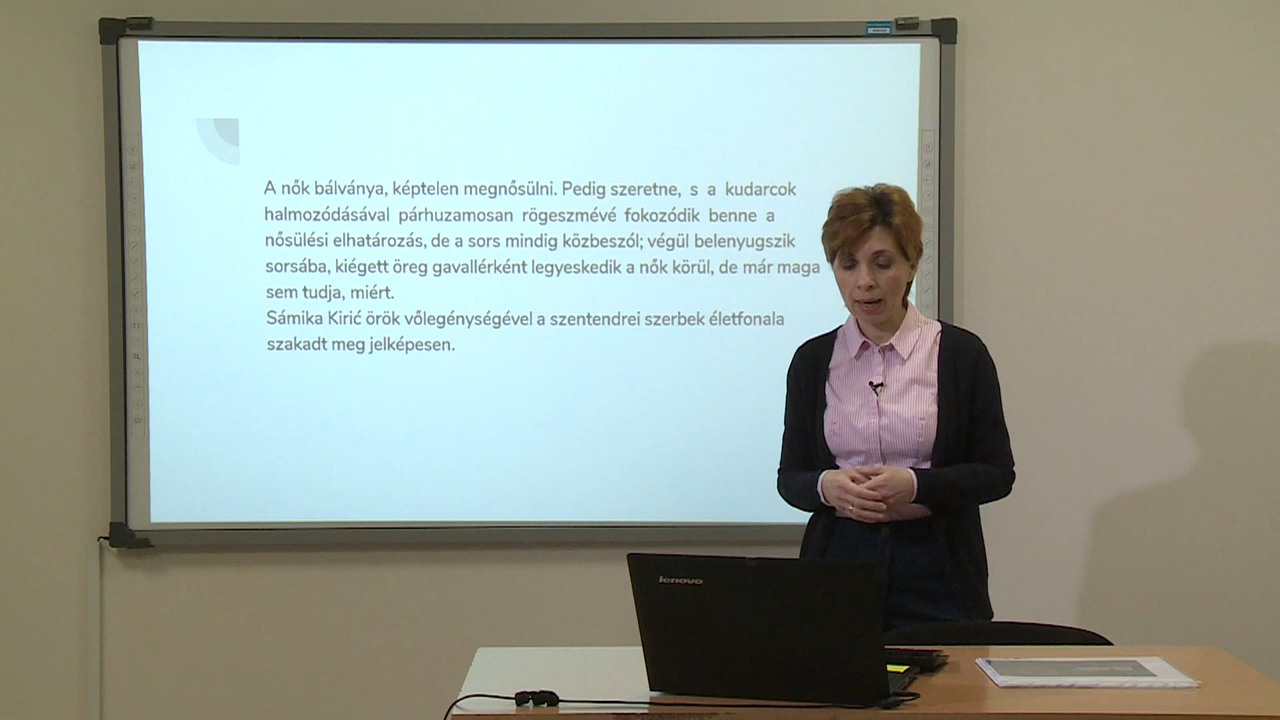 A nők bálványa, képtelen megnősülni. Pedig szeretne, s a kudarcok
halmozódásával párhuzamosan rögeszmévé fokozódik benne a
nősülési elhatározás, de a sors mindig közbeszól; végül belenyugszik
sorsába, kiégett öreg gavallérként legyeskedik a nők körül, de már maga
sem tudja, miért.
Sámika Kirić örök vőlegénységével a szentendrei szerbek életfonala
szakadt meg jelképesen.
lenovo